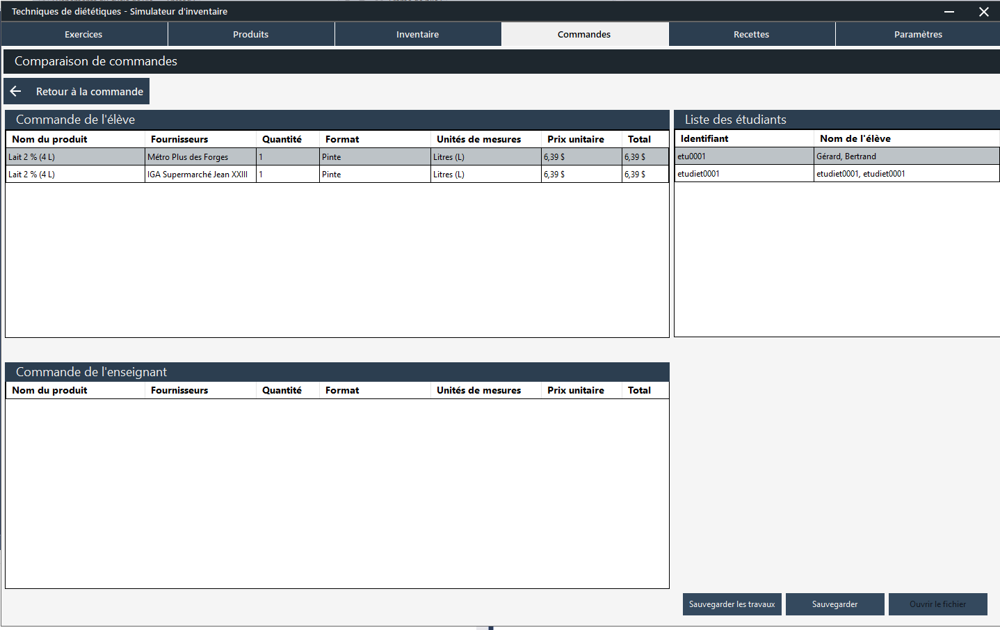 Techniques de diététiques - Simulateur d'inventaire
Exercices Produits Inventaire Commandes Recettes Paramètres
Comparaison de commandes
Retour à la commande
Commande de l'élève
Nom du produit Fournisseurs Quantité Format Unités de mesures Prix unitaire Total
Lait 2 % (4 L) Métro Plus des Forges 1 Pinte Litres (L) 6,39 $ 6,39 $
Lait 2 % (4 L) IGA Supermarché Jean XXIII 1 Pinte Litres (L) 6,39 $ 6,39 $
Liste des étudiants
Identifiant Nom de l'élève
etu0001 Gérard, Bertrand
etudiet0001 etudiet0001, etudiet0001
Commande de l'enseignant
Nom du produit Fournisseurs Quantité Format Unités de mesures Prix unitaire Total
Sauvegarder les travaux Sauvegarder Ouvrir le fichier